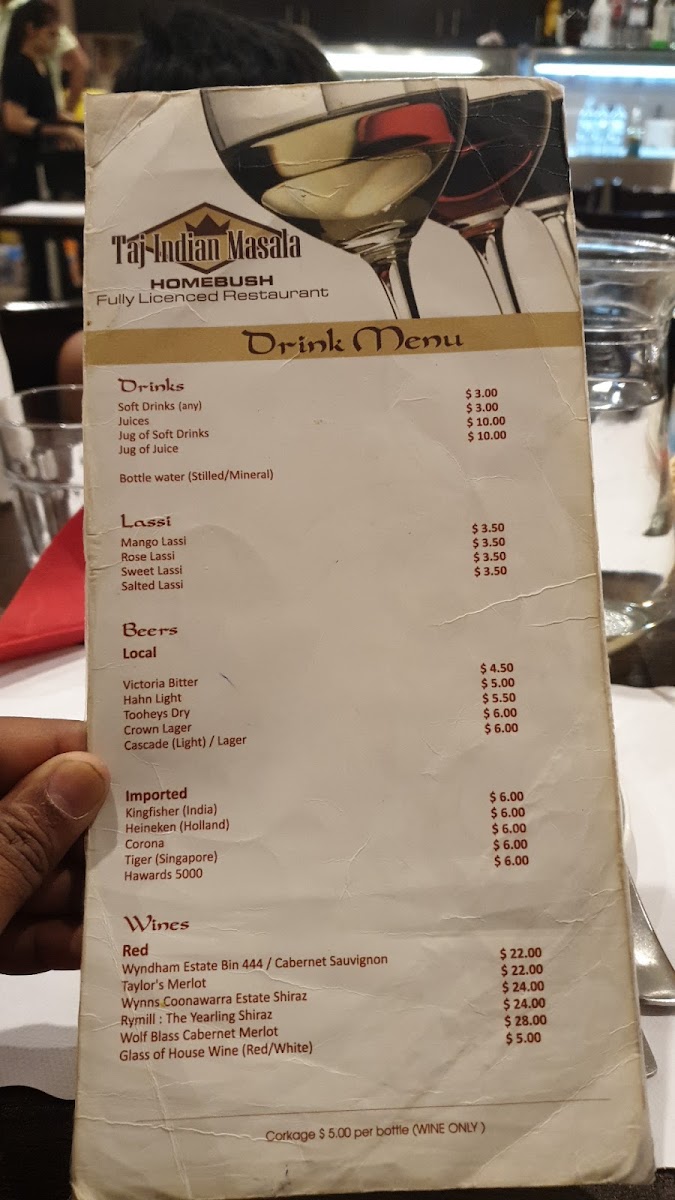 Taj Indian Masala
HOMEBUSH
Fully Licenced Restaurant
Drink Menu
Drinks
Soft Drinks (any) $ 3.00
Juices $ 3.00
Jug of Soft Drinks $ 10.00
Jug of Juice $ 10.00
Bottle water (Stilled/Mineral)
Lassi
Mango Lassi $ 3.50
Rose Lassi $ 3.50
Sweet Lassi $ 3.50
Salted Lassi $ 3.50
Beers
Local
Victoria Bitter $ 4.50
Hahn Light $ 5.00
Tooheys Dry $ 5.50
Crown Lager $ 6.00
Cascade (Light) / Lager $ 6.00
Imported
Kingfisher (India) $ 6.00
Heineken (Holland) $ 6.00
Corona $ 6.00
Tiger (Singapore) $ 6.00
Hawards 5000 $ 6.00
Wines
Red
Wyndham Estate Bin 444 / Cabernet Sauvignon $ 22.00
Taylor's Merlot $ 22.00
Wynns Coonawarra Estate Shiraz $ 24.00
Rymill : The Yearling Shiraz $ 24.00
Wolf Blass Cabernet Merlot $ 28.00
Glass of House Wine (Red/White) $ 5.00
Corkage $ 5.00 per bottle (WINE ONLY )